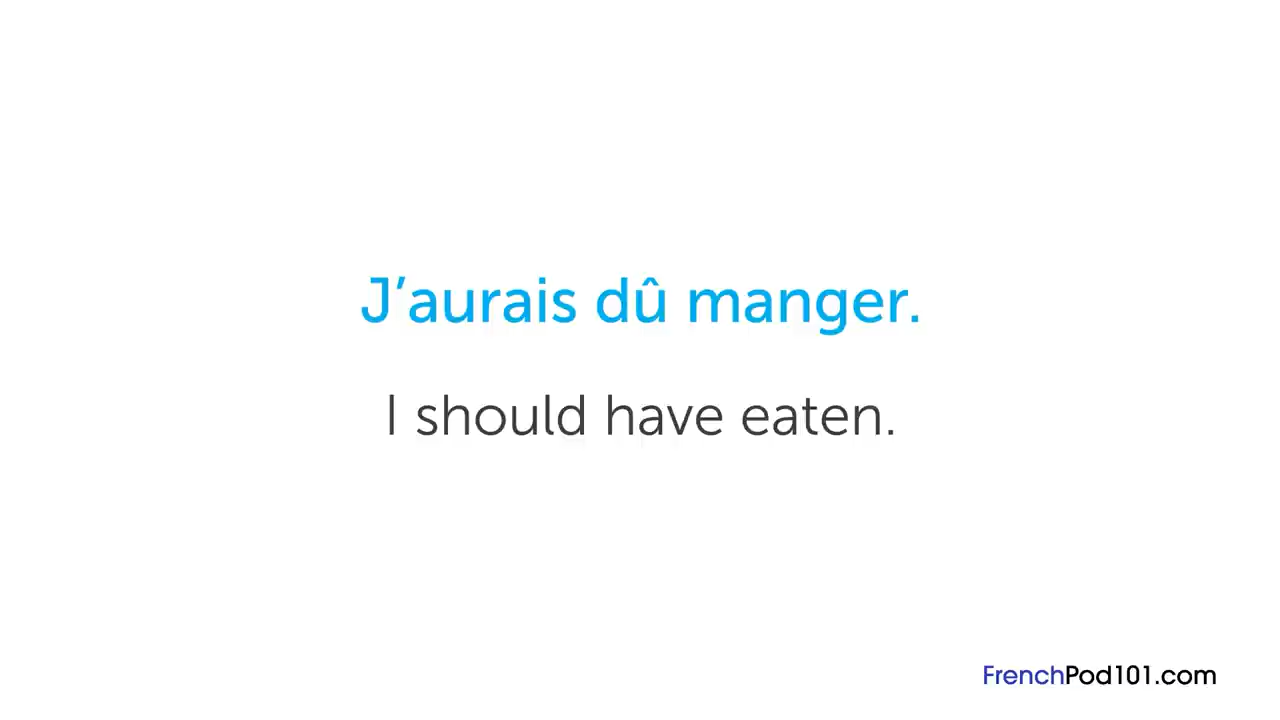 J’aurais dû manger.
I should have eaten.
FrenchPod101.com